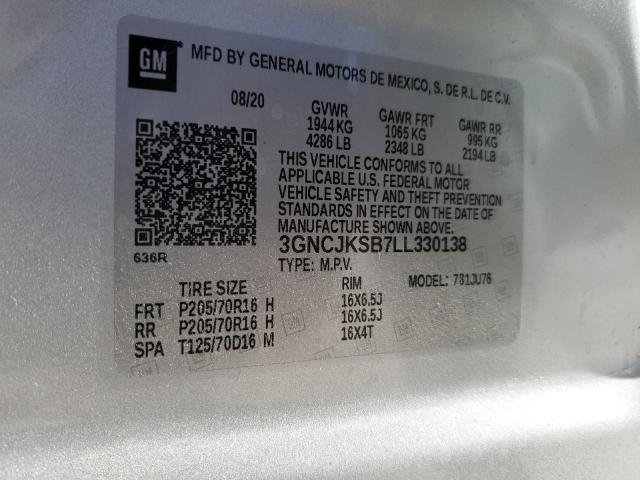 GM
MFD BY GENERAL MOTORS DE MEXICO, S. DE R.L. DE C.V.
08/20 GVWR GAWR FRT GAWR RR
1944 KG 1065 KG 995 KG
4286 LB 2348 LB 2194 LB
THIS VEHICLE CONFORMS TO ALL
APPLICABLE U.S. FEDERAL MOTOR
VEHICLE SAFETY AND THEFT PREVENTION
STANDARDS IN EFFECT ON THE DATE OF
MANUFACTURE SHOWN ABOVE.
3GNCJKSB7LL330138
636R
TYPE: M.P.V. MODEL: 781JU76
TIRE SIZE RIM
FRT P205/70R16 H 16X6.5J
RR P205/70R16 H 16X6.5J
SPA T125/70D16 M 16X4T